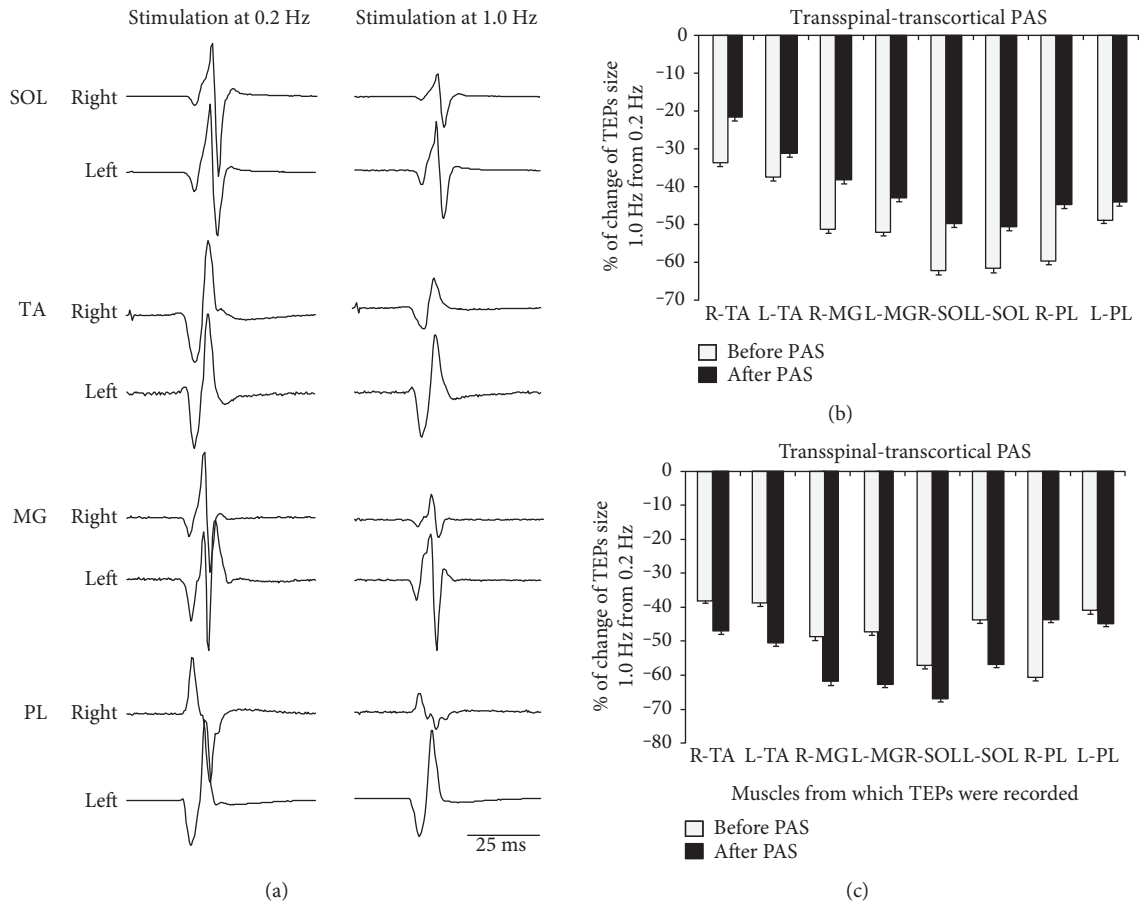 Stimulation at 0.2 Hz
Stimulation at 1.0 Hz
SOL
Right
Left
TA
Right
Left
MG
Right
Left
PL
Right
Left
25 ms
(a)
Transspinal-transcortical PAS
% of change of TEPs size
1.0 Hz from 0.2 Hz
0
-10
-20
-30
-40
-50
-60
-70
R-TA L-TA R-MG L-MG R-SOL L-SOL R-PL L-PL
Before PAS
After PAS
(b)
Transspinal-transcortical PAS
% of change of TEPs size
1.0 Hz from 0.2 Hz
0
-10
-20
-30
-40
-50
-60
-70
-80
R-TA L-TA R-MG L-MG R-SOL L-SOL R-PL L-PL
Muscles from which TEPs were recorded
Before PAS
After PAS
(c)